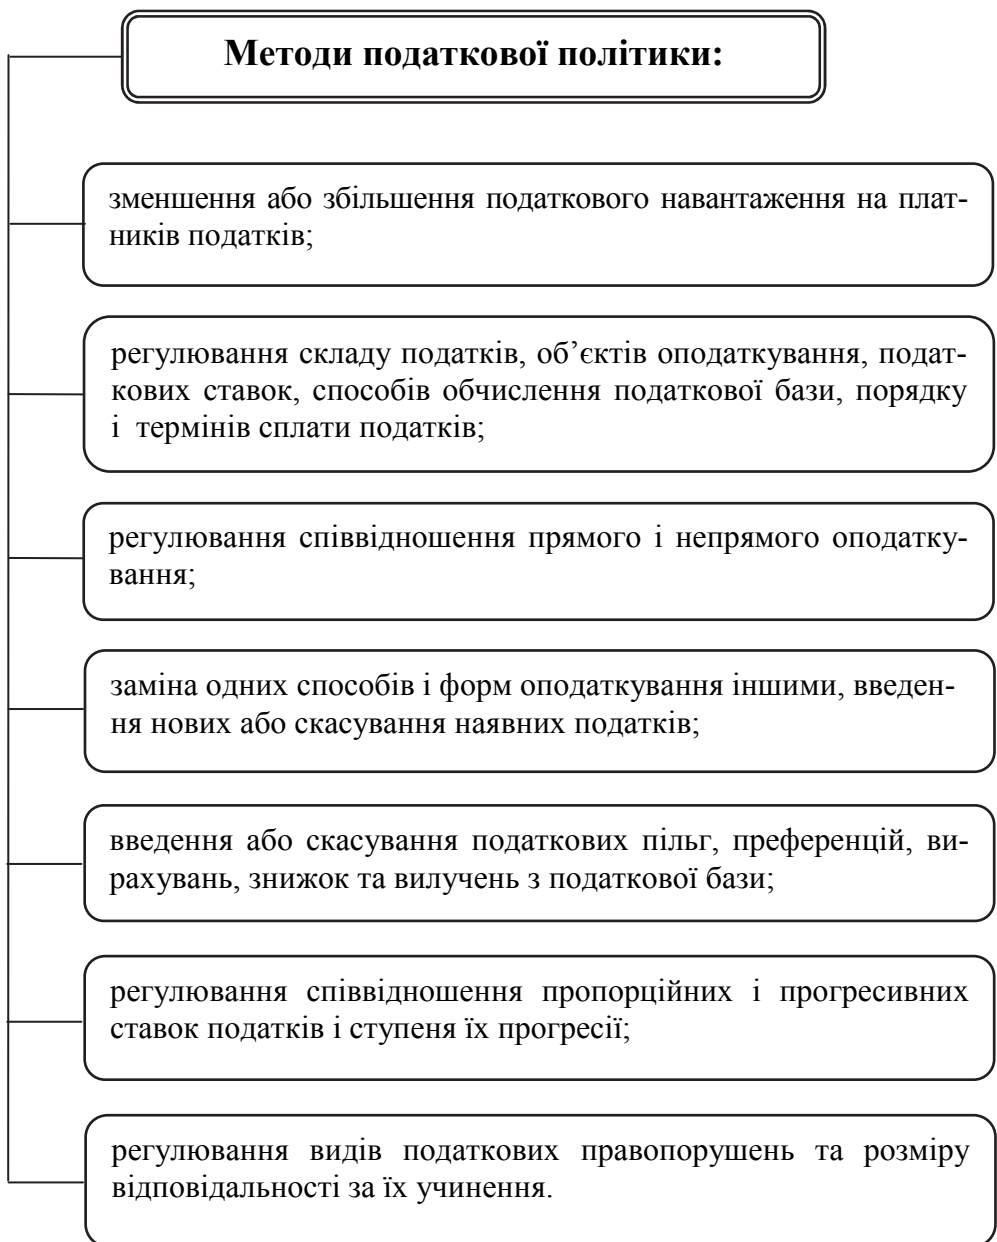 Методи податкової політики:
зменшення або збільшення податкового навантаження на плат-
ників податків;
регулювання складу податків, об’єктів оподаткування, подат-
кових ставок, способів обчислення податкової бази, порядку
і термінів сплати податків;
регулювання співвідношення прямого і непрямого оподатку-
вання;
заміна одних способів і форм оподаткування іншими, введен-
ня нових або скасування наявних податків;
введення або скасування податкових пільг, преференцій, ви-
рахувань, знижок та вилучень з податкової бази;
регулювання співвідношення пропорційних і прогресивних
ставок податків і ступеня їх прогресії;
регулювання видів податкових правопорушень та розміру
відповідальності за їх учинення.